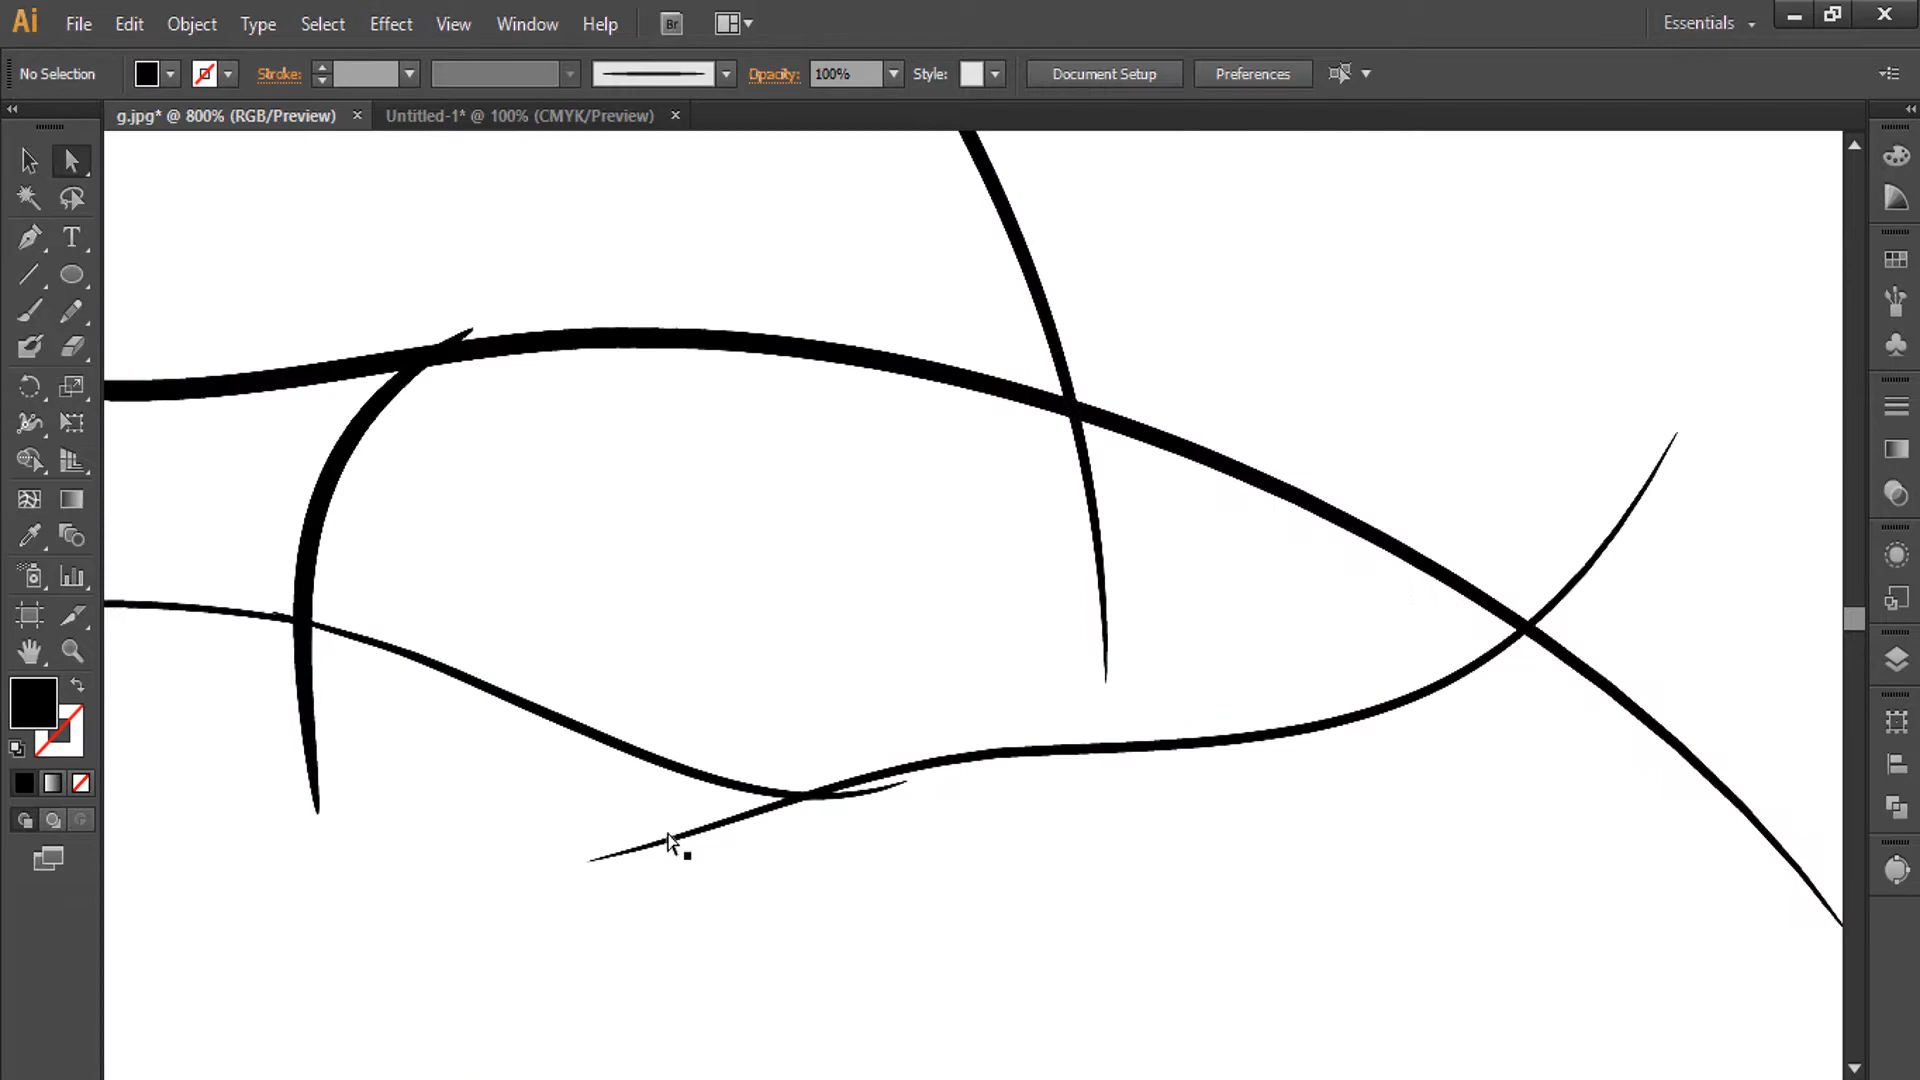 Ai File Edit Object Type Select Effect View Window Help Br Essentials
No Selection Stroke: Opacity: 100% Style: Document Setup Preferences
g.jpg* @ 800% (RGB/Preview) × Untitled-1* @ 100% (CMYK/Preview) ×
T